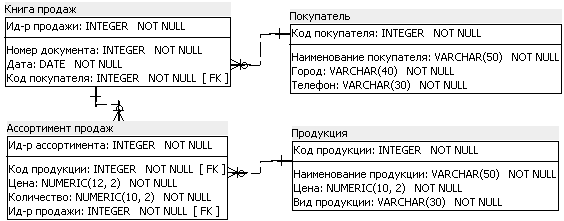 Книга продаж
Ид-р продажи: INTEGER NOT NULL
Номер документа: INTEGER NOT NULL
Дата: DATE NOT NULL
Код покупателя: INTEGER NOT NULL [ FK ]
Покупатель
Код покупателя: INTEGER NOT NULL
Наименование покупателя: VARCHAR(50) NOT NULL
Город: VARCHAR(40) NOT NULL
Телефон: VARCHAR(30) NOT NULL
Ассортимент продаж
Ид-р ассортимента: INTEGER NOT NULL
Код продукции: INTEGER NOT NULL [ FK ]
Цена: NUMERIC(12, 2) NOT NULL
Количество: NUMERIC(10, 2) NOT NULL
Ид-р продажи: INTEGER NOT NULL [ FK ]
Продукция
Код продукции: INTEGER NOT NULL
Наименование продукции: VARCHAR(50) NOT NULL
Цена: NUMERIC(10, 2) NOT NULL
Вид продукции: VARCHAR(30) NOT NULL